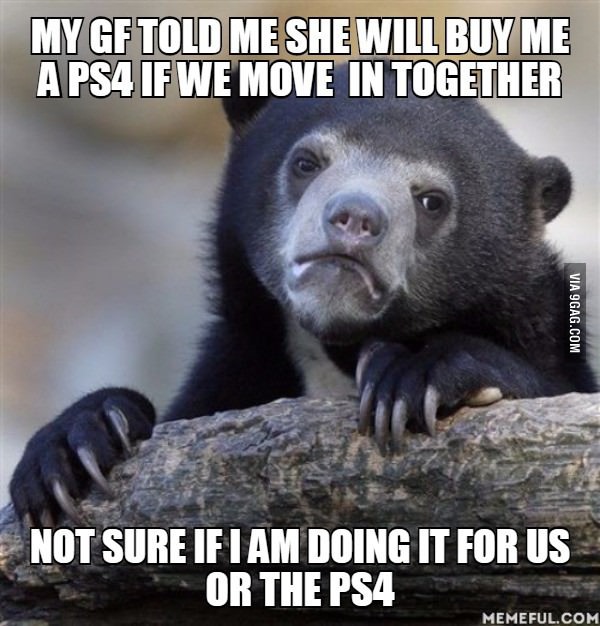 MY GF TOLD ME SHE WILL BUY ME
A PS4 IF WE MOVE IN TOGETHER
VIA 9GAG.COM
NOT SURE IF I AM DOING IT FOR US
OR THE PS4
MEMEFUL.COM